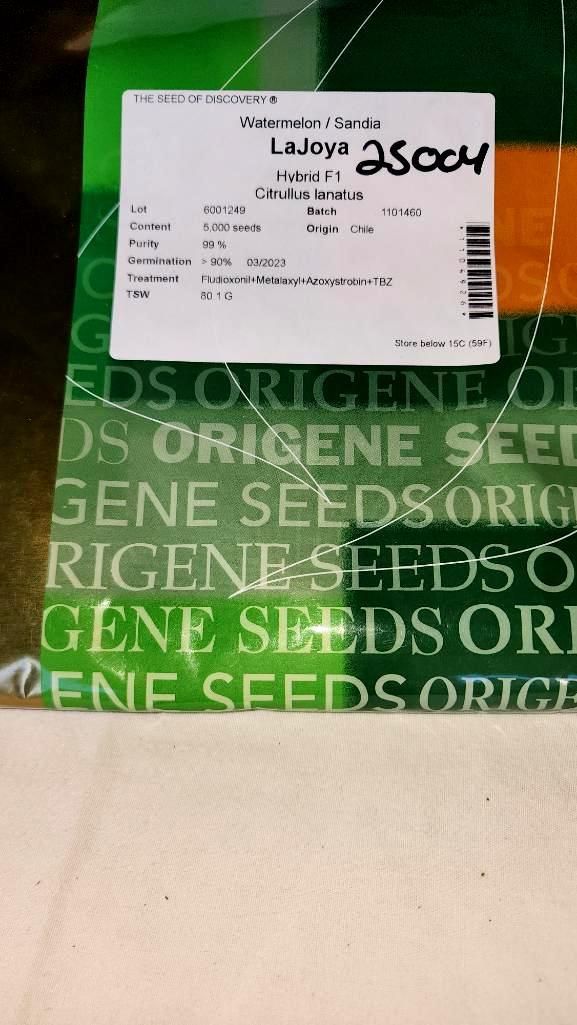 THE SEED OF DISCOVERY ®
Watermelon / Sandia
LaJoya 25004
Hybrid F1
Citrullus lanatus
Lot 6001249 Batch 1101460
Content 5,000 seeds Origin Chile
Purity 99 %
Germination > 90% 03/2023
Treatment Fludioxonil+Metalaxyl+Azoxystrobin+TBZ
TSW 80.1 G
Store below 15C (59F)
EDS ORIGENE
DS ORIGENE SEED
GENE SEEDS ORIG
RIGENE SEEDS O
GENE SEEDS ORI
ENE SEEDS ORIGE